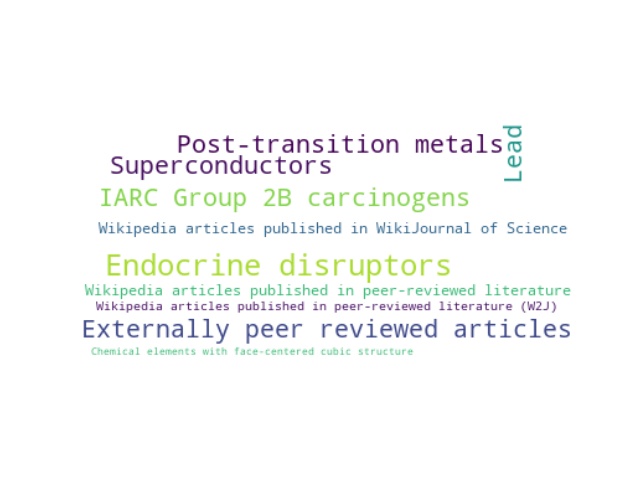 Post-transition metals
Lead
Superconductors
IARC Group 2B carcinogens
Wikipedia articles published in WikiJournal of Science
Endocrine disruptors
Wikipedia articles published in peer-reviewed literature
Wikipedia articles published in peer-reviewed literature (W2J)
Externally peer reviewed articles
Chemical elements with face-centered cubic structure